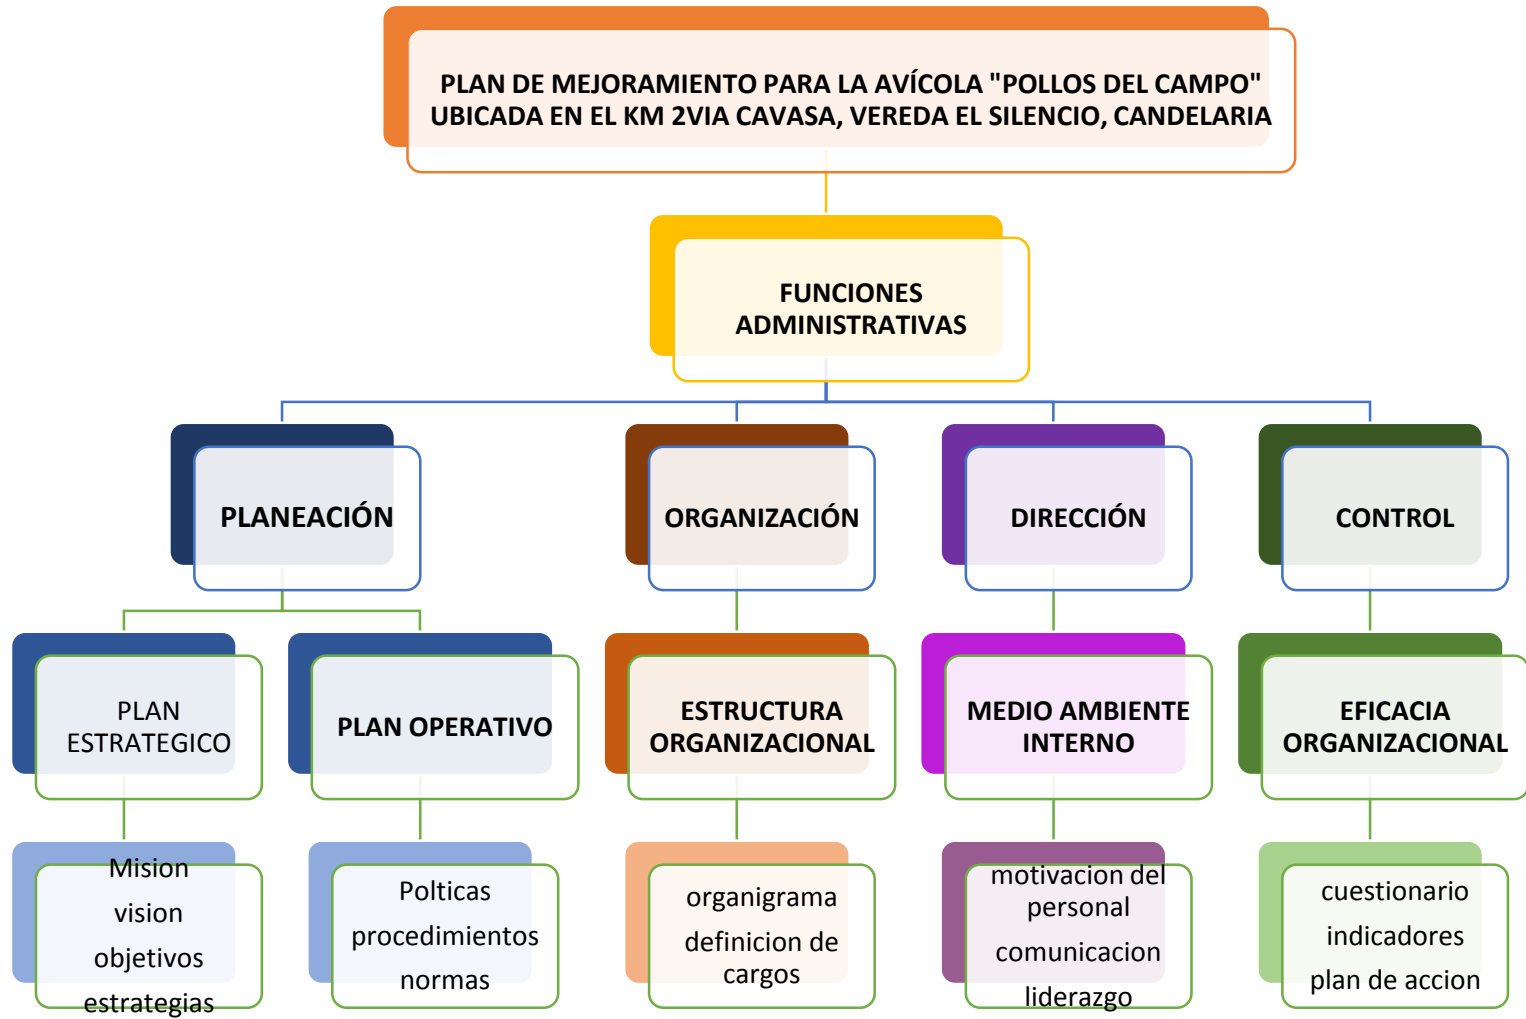 PLAN DE MEJORAMIENTO PARA LA AVÍCOLA "POLLOS DEL CAMPO"
UBICADA EN EL KM 2VIA CAVASA, VEREDA EL SILENCIO, CANDELARIA
FUNCIONES
ADMINISTRATIVAS
PLANEACIÓN
ORGANIZACIÓN
DIRECCIÓN
CONTROL
PLAN
ESTRATEGICO
PLAN OPERATIVO
ESTRUCTURA
ORGANIZACIONAL
MEDIO AMBIENTE
INTERNO
EFICACIA
ORGANIZACIONAL
Mision
vision
objetivos
estrategias
Polticas
procedimientos
normas
organigrama
definicion de
cargos
motivacion del
personal
comunicacion
liderazgo
cuestionario
indicadores
plan de accion